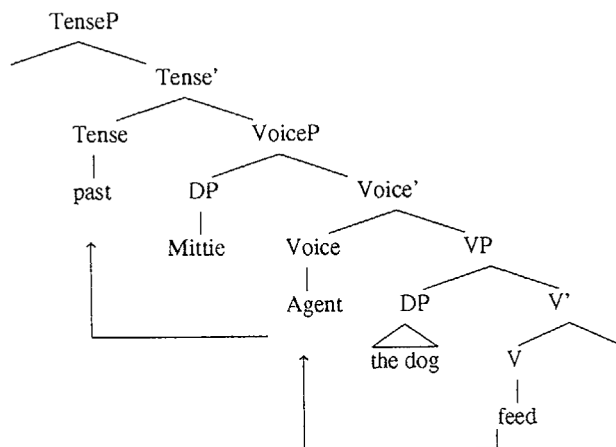 TenseP
Tense'
Tense VoiceP
past DP Voice'
Mittie Voice VP
Agent DP V'
the dog V
feed